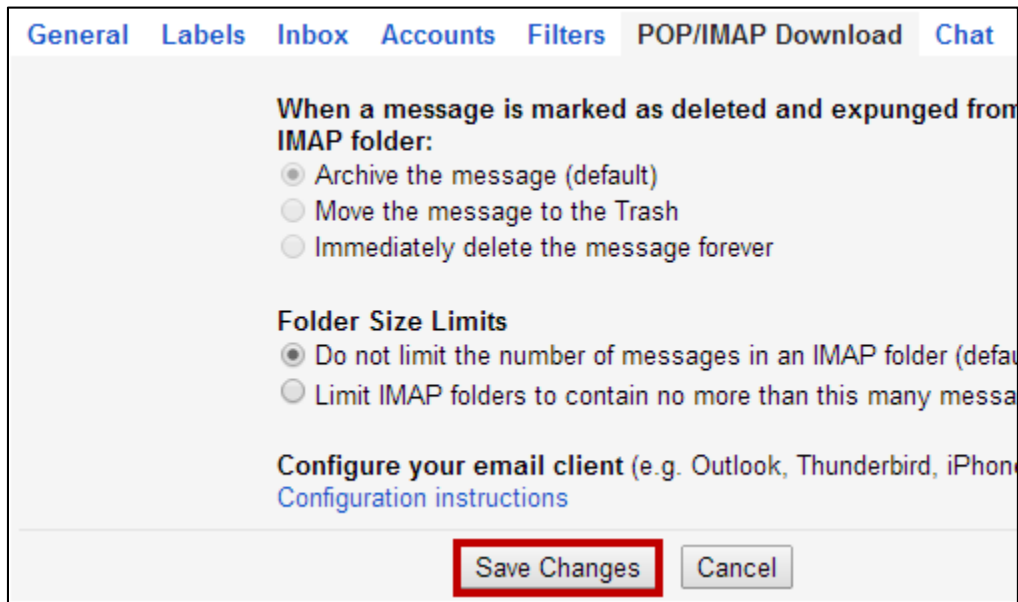 General Labels Inbox Accounts Filters POP/IMAP Download Chat
When a message is marked as deleted and expunged from
IMAP folder:
Archive the message (default)
Move the message to the Trash
Immediately delete the message forever
Folder Size Limits
Do not limit the number of messages in an IMAP folder
Limit IMAP folders to contain no more than this many
Configure your email client (e.g. Outlook, Thunderbird, iPhone
Configuration instructions
Save Changes Cancel